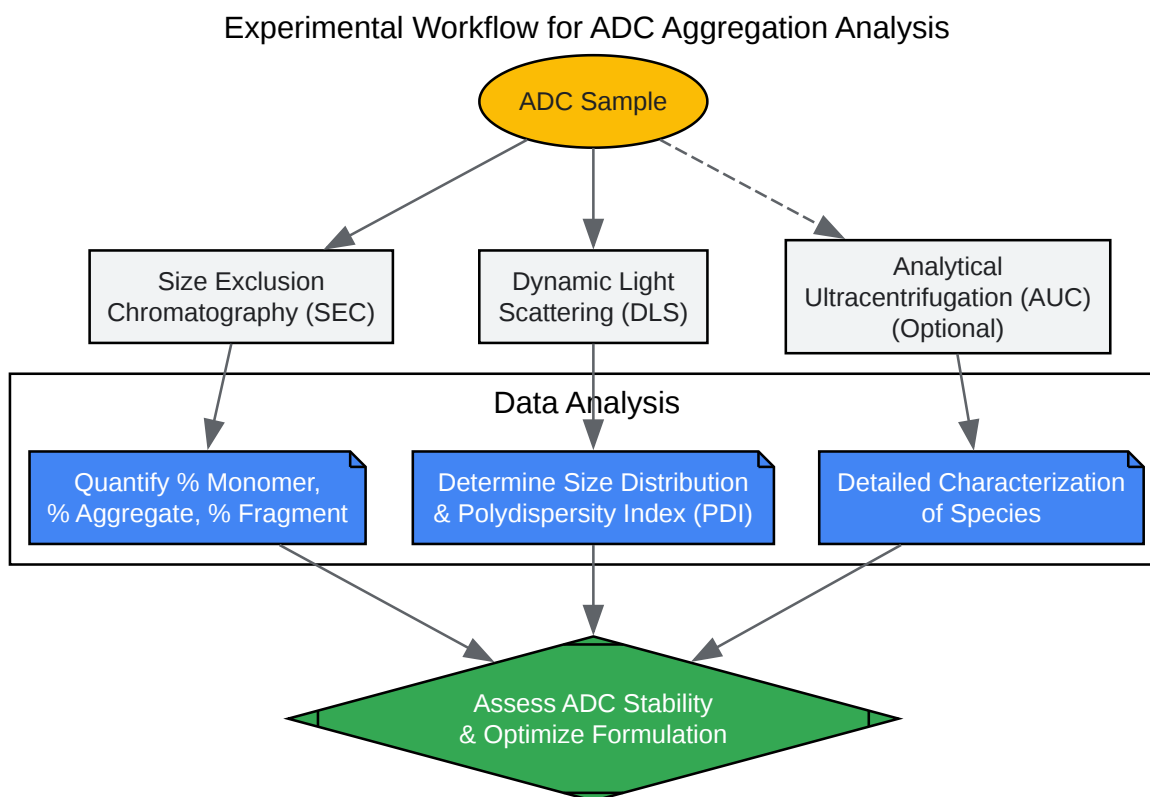 Experimental Workflow for ADC Aggregation Analysis
ADC Sample
Size Exclusion
Chromatography (SEC)
Dynamic Light
Scattering (DLS)
Analytical
Ultracentrifugation (AUC)
(Optional)
Data Analysis
Quantify % Monomer,
% Aggregate, % Fragment
Determine Size Distribution
& Polydispersity Index (PDI)
Detailed Characterization
of Species
Assess ADC Stability
& Optimize Formulation